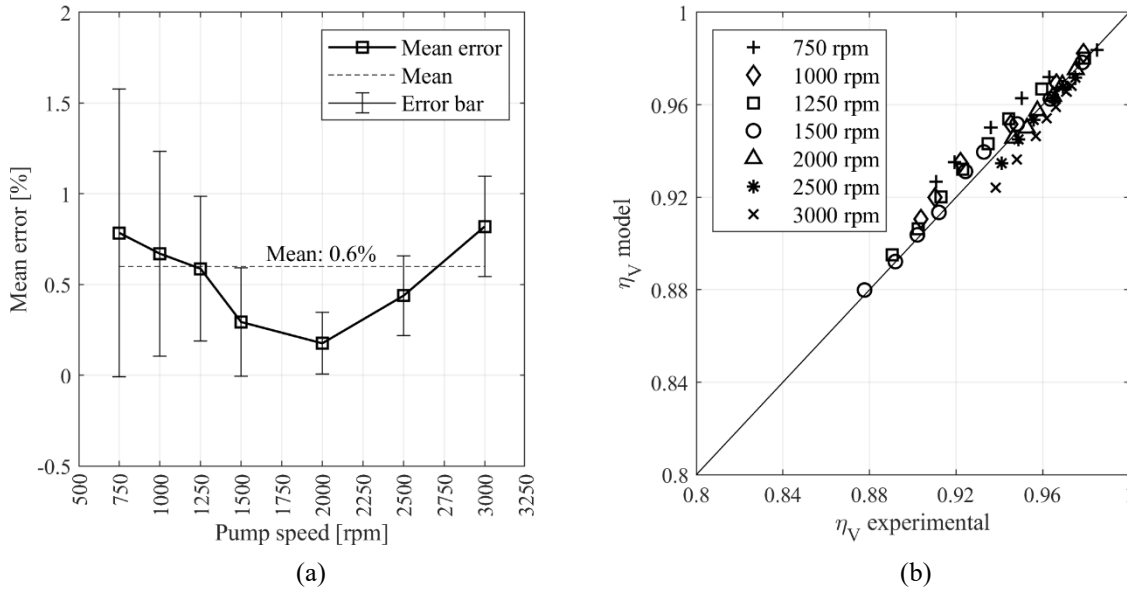 2
1.5
1
0.5
0
-0.5
Mean error [%]
Mean error
Mean
Error bar
Mean: 0.6%
500
750
1000
1250
1500
1750
2000
2250
2500
2750
3000
3250
Pump speed [rpm]
(a)
1
0.96
0.92
0.88
0.84
0.8
η_V model
750 rpm
1000 rpm
1250 rpm
1500 rpm
2000 rpm
2500 rpm
3000 rpm
0.8
0.84
0.88
0.92
0.96
η_V experimental
(b)